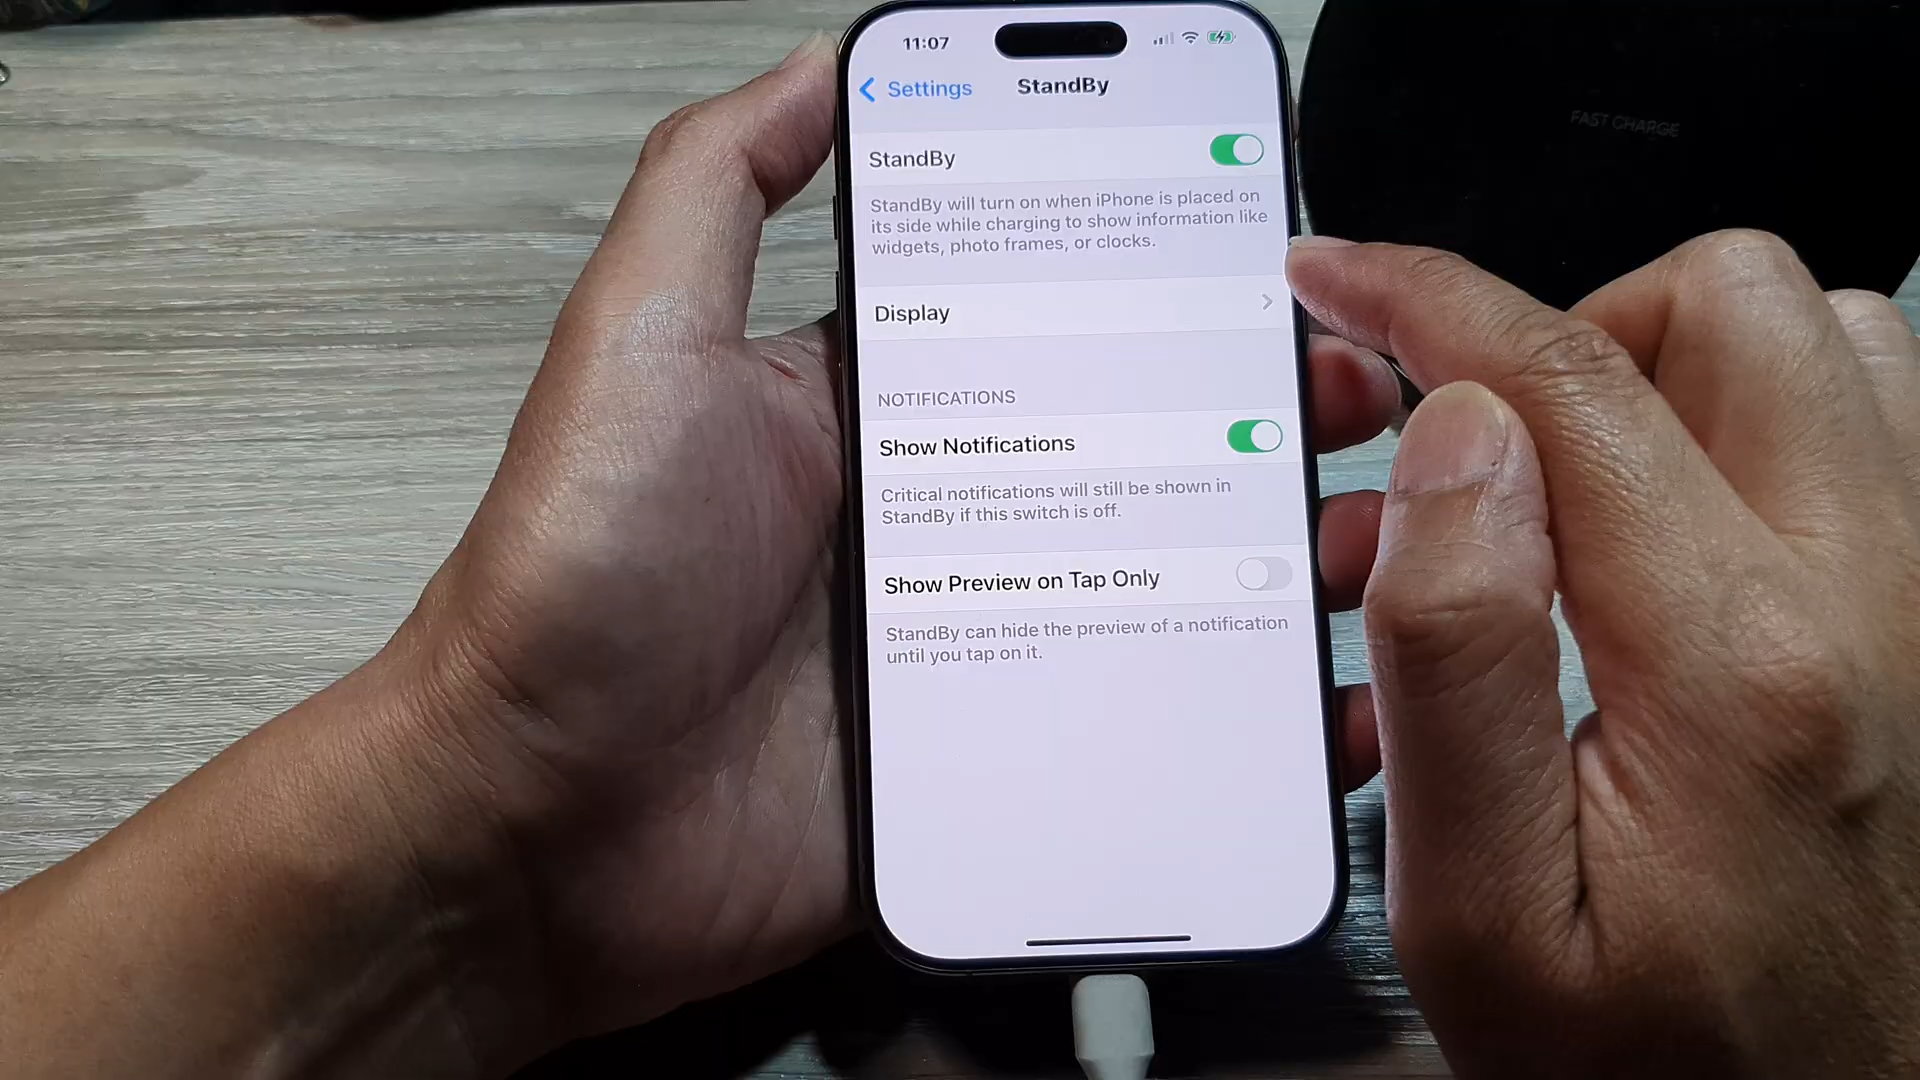 11:07
Settings
StandBy
StandBy
StandBy will turn on when iPhone is placed on
its side while charging to show information like
widgets, photo frames, or clocks.
Display
NOTIFICATIONS
Show Notifications
Critical notifications will still be shown in
StandBy if this switch is off.
Show Preview on Tap Only
StandBy can hide the preview of a notification
until you tap on it.
FAST CHARGE